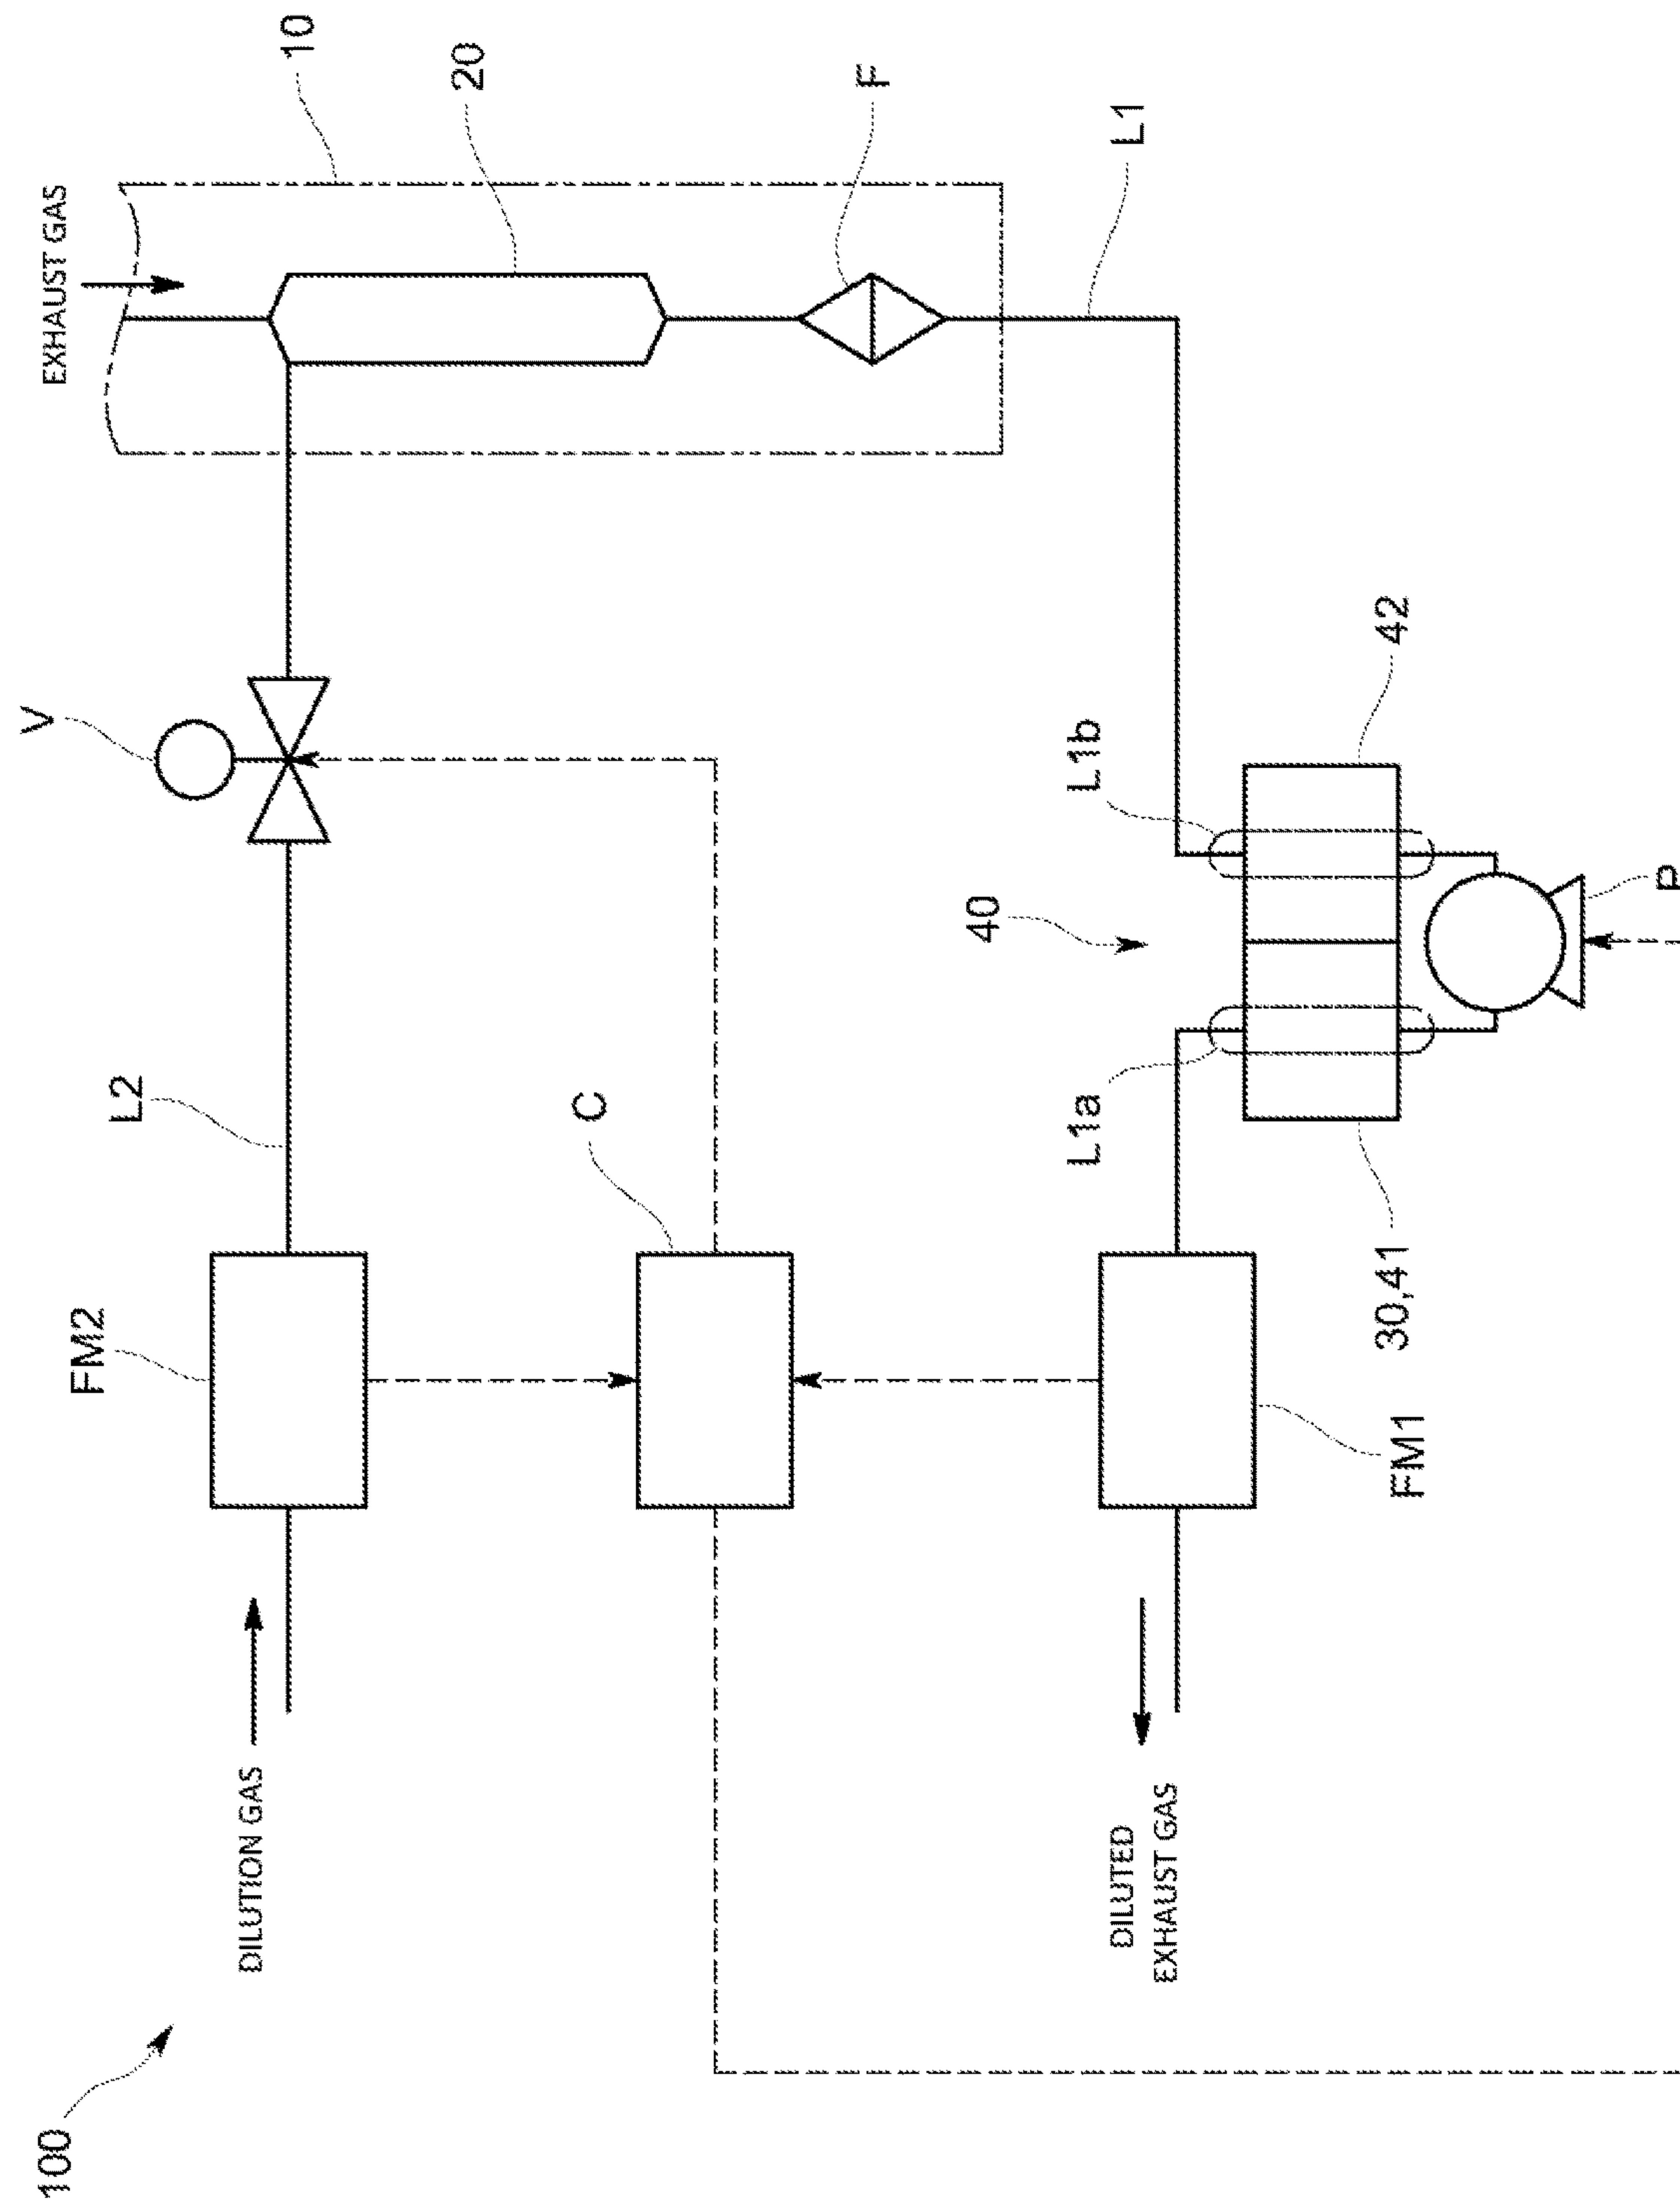 100
DILUTION GAS
FM2
L2
V
EXHAUST GAS
10
20
F
L1
C
DILUTED
EXHAUST GAS
FM1
L1a
40
L1b
30,41
42
P